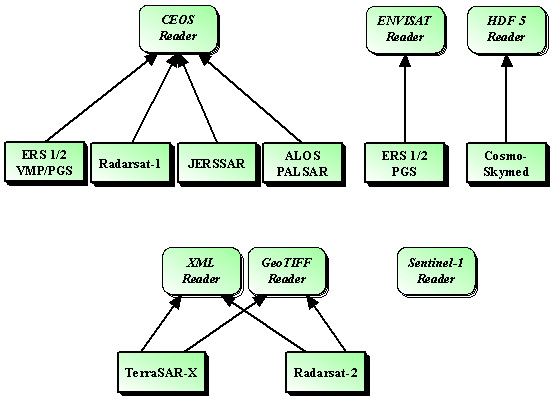 CEOS
Reader
ENVISAT
Reader
HDF 5
Reader
ERS 1/2
VMP/PGS
Radarsat-1
JERSSAR
ALOS
PALSAR
ERS 1/2
PGS
Cosmo-
Skymed
XML
Reader
GeoTIFF
Reader
Sentinel-1
Reader
TerraSAR-X
Radarsat-2